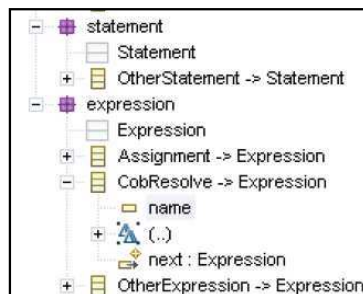 statement
Statement
OtherStatement -> Statement
expression
Expression
Assignment -> Expression
CobResolve -> Expression
name
(..)
next : Expression
OtherExpression -> Expression